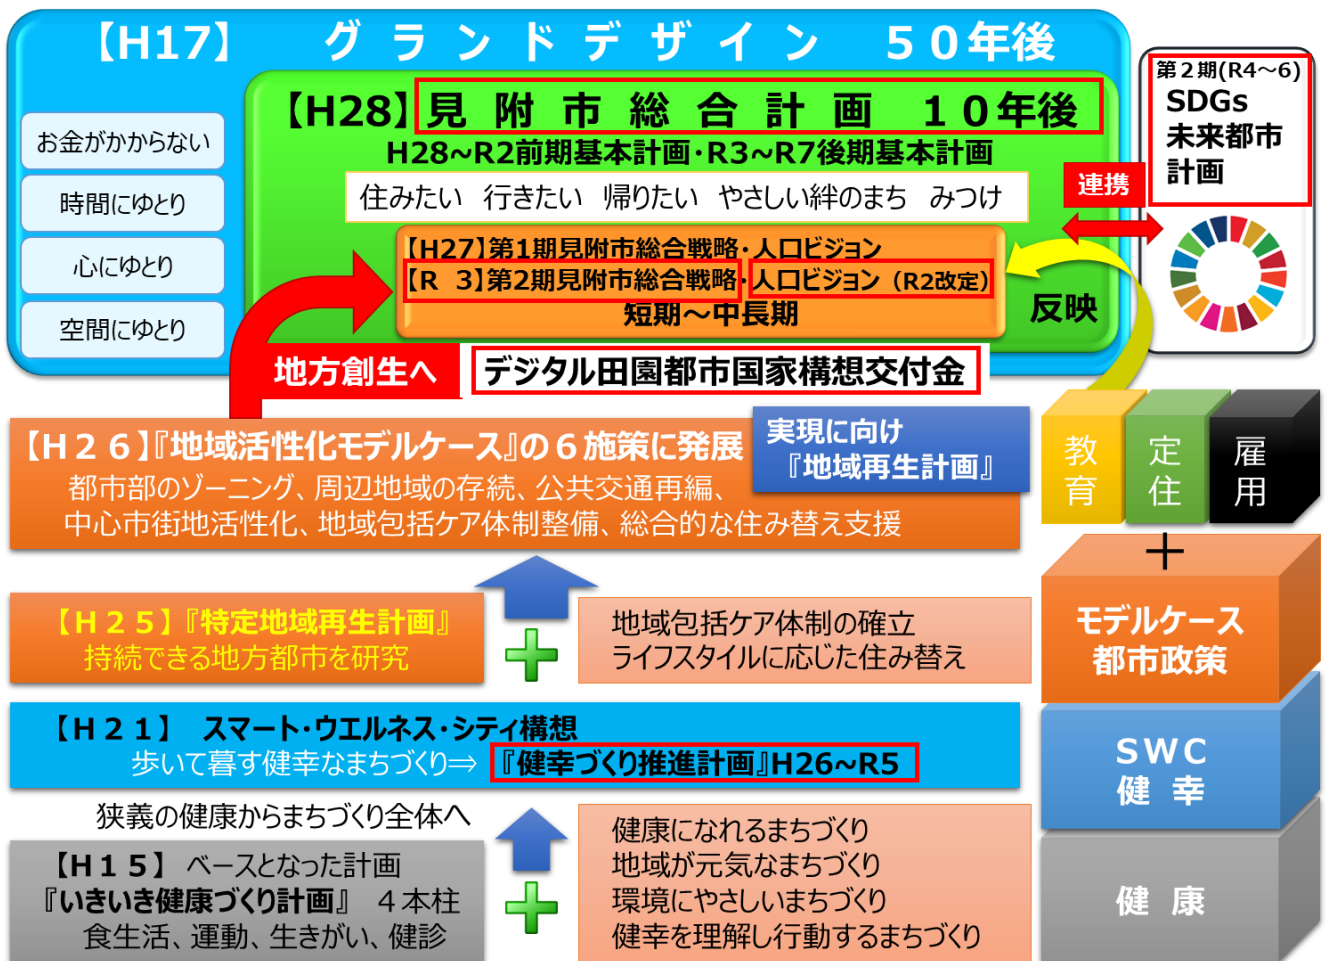 【H17】 グランドデザイン 50年後
お金がかからない
時間にゆとり
心にゆとり
空間にゆとり
【H28】見附市総合計画 10年後
H28~R2前期基本計画・R3~R7後期基本計画
住みたい 行きたい 帰りたい やさしい絆のまち みつけ
【H27】第1期見附市総合戦略・人口ビジョン
【R 3】第2期見附市総合戦略・人口ビジョン（R2改定）
短期～中長期
反映
連携
第2期(R4～6)
SDGs
未来都市
計画
地方創生へ
デジタル田園都市国家構想交付金
【H26】『地域活性化モデルケース』の6施策に発展
都市部のゾーニング、周辺地域の存続、公共交通再編、
中心市街地活性化、地域包括ケア体制整備、総合的な住み替え支援
実現に向け
『地域再生計画』
教育
定住
雇用
＋
モデルケース
都市政策
【H25】『特定地域再生計画』
持続できる地方都市を研究
地域包括ケア体制の確立
ライフスタイルに応じた住み替え
【H21】 スマート・ウエルネス・シティ構想
歩いて暮す健幸なまちづくり⇒ 『健幸づくり推進計画』H26~R5
SWC
健幸
狭義の健康からまちづくり全体へ
【H15】 ベースとなった計画
『いきいき健康づくり計画』 4本柱
食生活、運動、生きがい、健診
健康になれるまちづくり
地域が元気なまちづくり
環境にやさしいまちづくり
健幸を理解し行動するまちづくり
健康